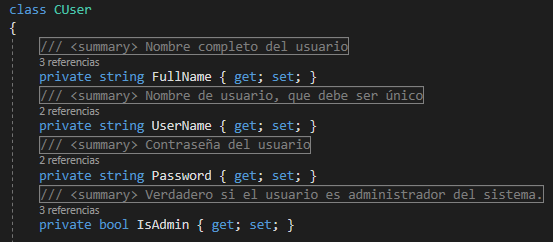 class CUser
{
/// <summary> Nombre completo del usuario
3 referencias
private string FullName { get; set; }
/// <summary> Nombre de usuario, que debe ser único
2 referencias
private string UserName { get; set; }
/// <summary> Contraseña del usuario
2 referencias
private string Password { get; set; }
/// <summary> Verdadero si el usuario es administrador del sistema.
3 referencias
private bool IsAdmin { get; set; }